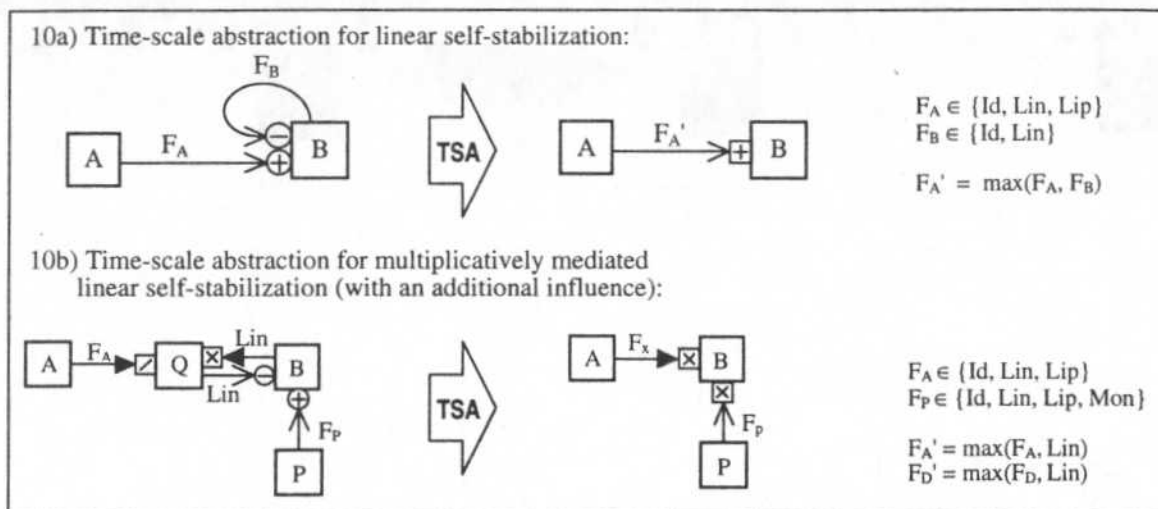 10a) Time-scale abstraction for linear self-stabilization:
F_B
−
A
F_A
+
B
TSA
A
F_A'
+
B
F_A ∈ {Id, Lin, Lip}
F_B ∈ {Id, Lin}
F_A' = max(F_A, F_B)
10b) Time-scale abstraction for multiplicatively mediated
linear self-stabilization (with an additional influence):
A
F_A
/
Q
×
Lin
Lin
−
B
+
F_P
P
TSA
A
F_x
×
B
×
F_p
P
F_A ∈ {Id, Lin, Lip}
F_P ∈ {Id, Lin, Lip, Mon}
F_A' = max(F_A, Lin)
F_D' = max(F_D, Lin)